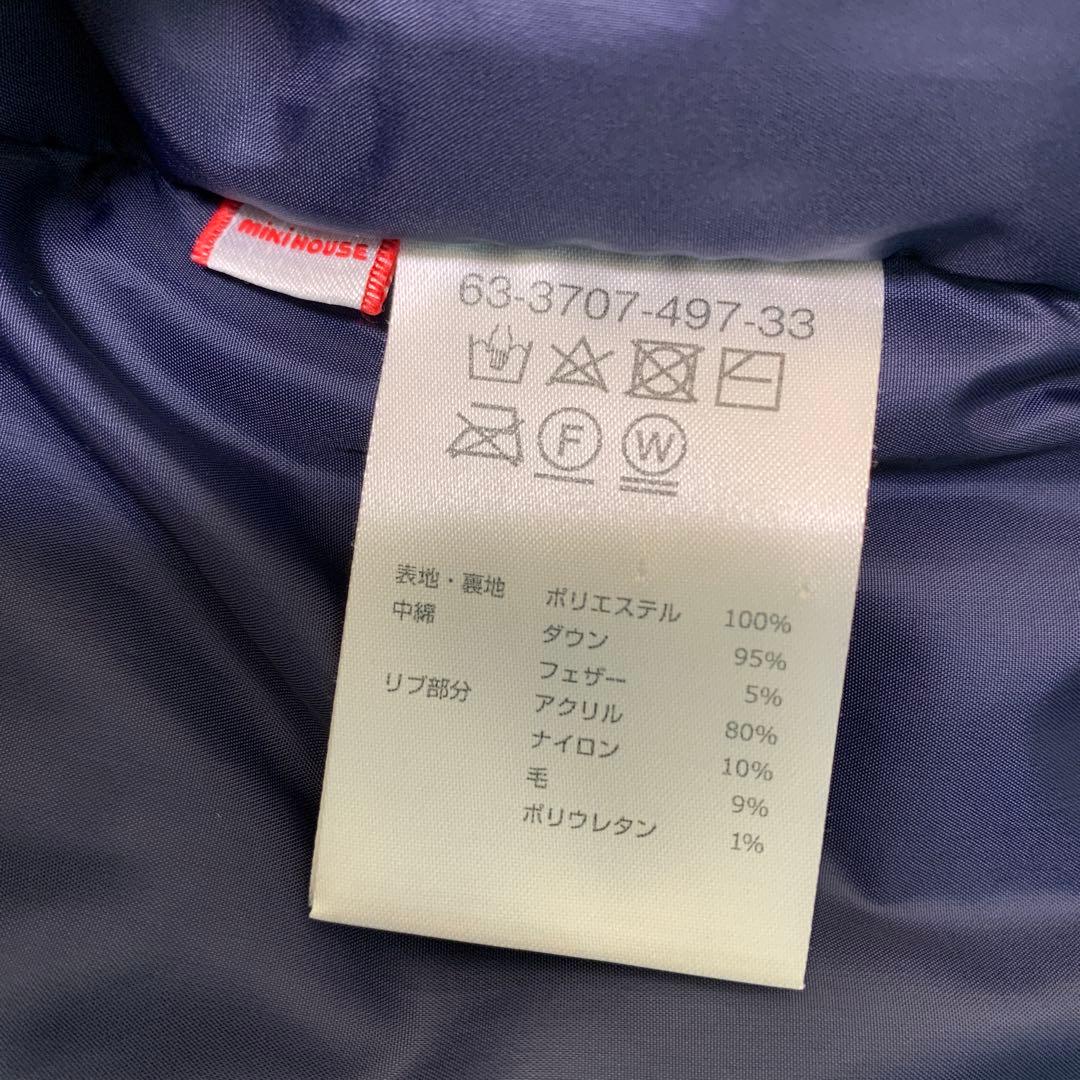 miKiHOUSE
63-3707-497-33
F W
表地・裏地 ポリエステル 100%
中綿 ダウン 95%
フェザー 5%
リブ部分 アクリル 80%
ナイロン 10%
毛 9%
ポリウレタン 1%